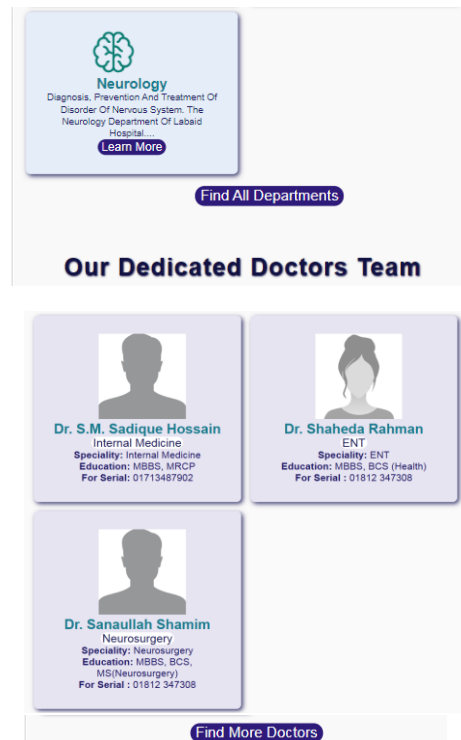 Neurology
Diagnosis, Prevention And Treatment Of
Disorder Of Nervous System. The
Neurology Department Of Labaid
Hospital....
Learn More
Find All Departments
Our Dedicated Doctors Team
Dr. S.M. Sadique Hossain
Internal Medicine
Speciality: Internal Medicine
Education: MBBS, MRCP
For Serial: 01713487902
Dr. Shaheda Rahman
ENT
Speciality: ENT
Education: MBBS, BCS (Health)
For Serial : 01812 347308
Dr. Sanaullah Shamim
Neurosurgery
Speciality: Neurosurgery
Education: MBBS, BCS,
MS(Neurosurgery)
For Serial : 01812 347308
Find More Doctors